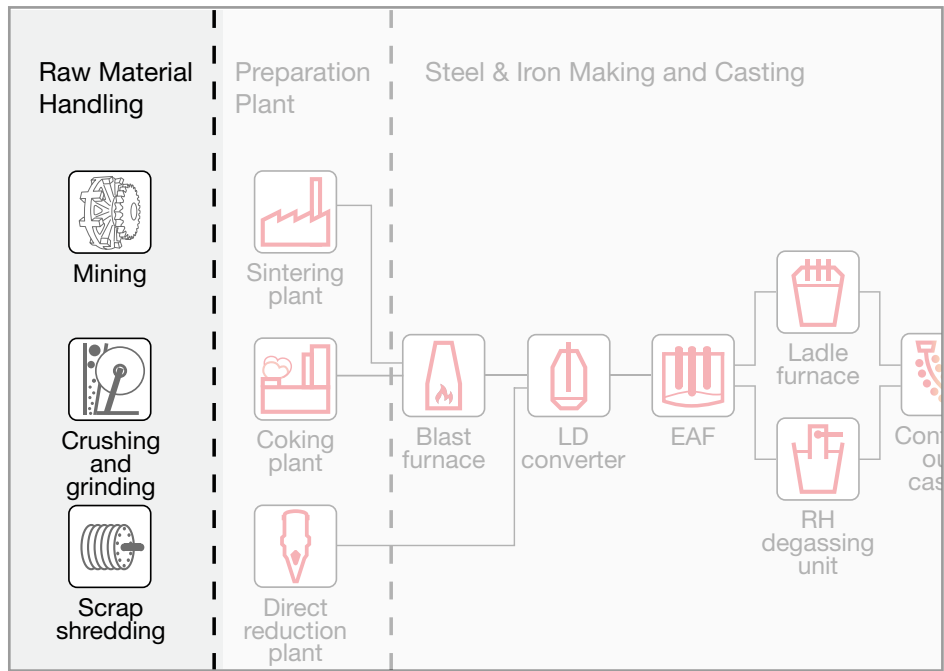 Raw Material
Handling
Preparation
Plant
Steel & Iron Making and Casting
Mining
Sintering
plant
Ladle
furnace
Crushing
and
grinding
Coking
plant
Blast
furnace
LD
converter
EAF
RH
degassing
unit
Scrap
shredding
Direct
reduction
plant